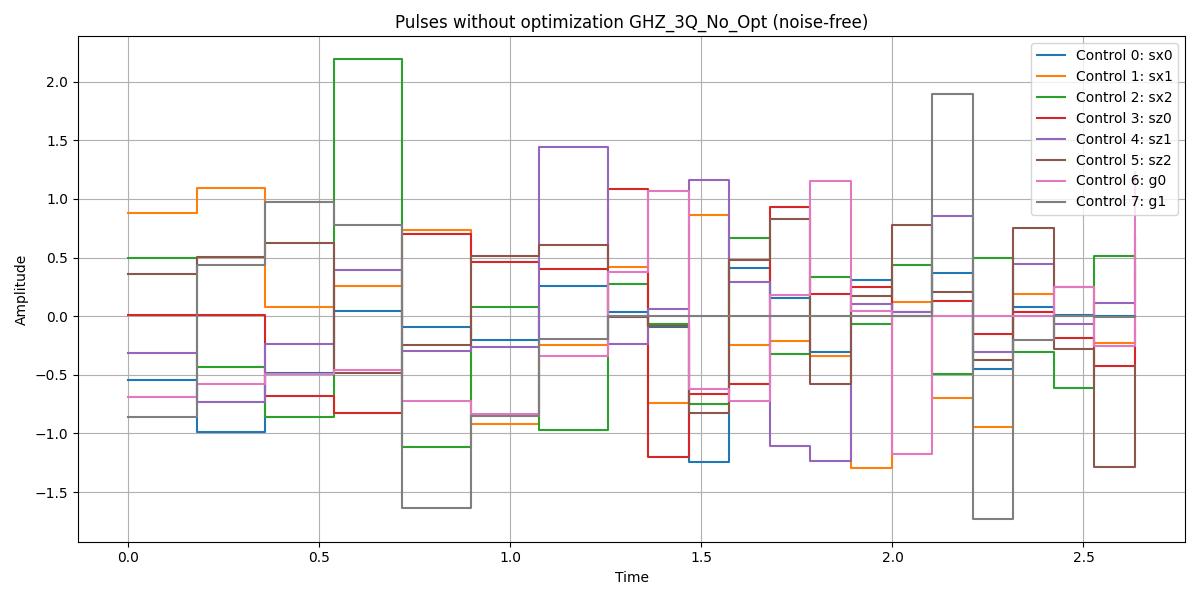 Pulses without optimization GHZ_3Q_No_Opt (noise-free)
Amplitude
2.0
1.5
1.0
0.5
0.0
−0.5
−1.0
−1.5
Control 0: sx0
Control 1: sx1
Control 2: sx2
Control 3: sz0
Control 4: sz1
Control 5: sz2
Control 6: g0
Control 7: g1
0.0 0.5 1.0 1.5 2.0 2.5
Time